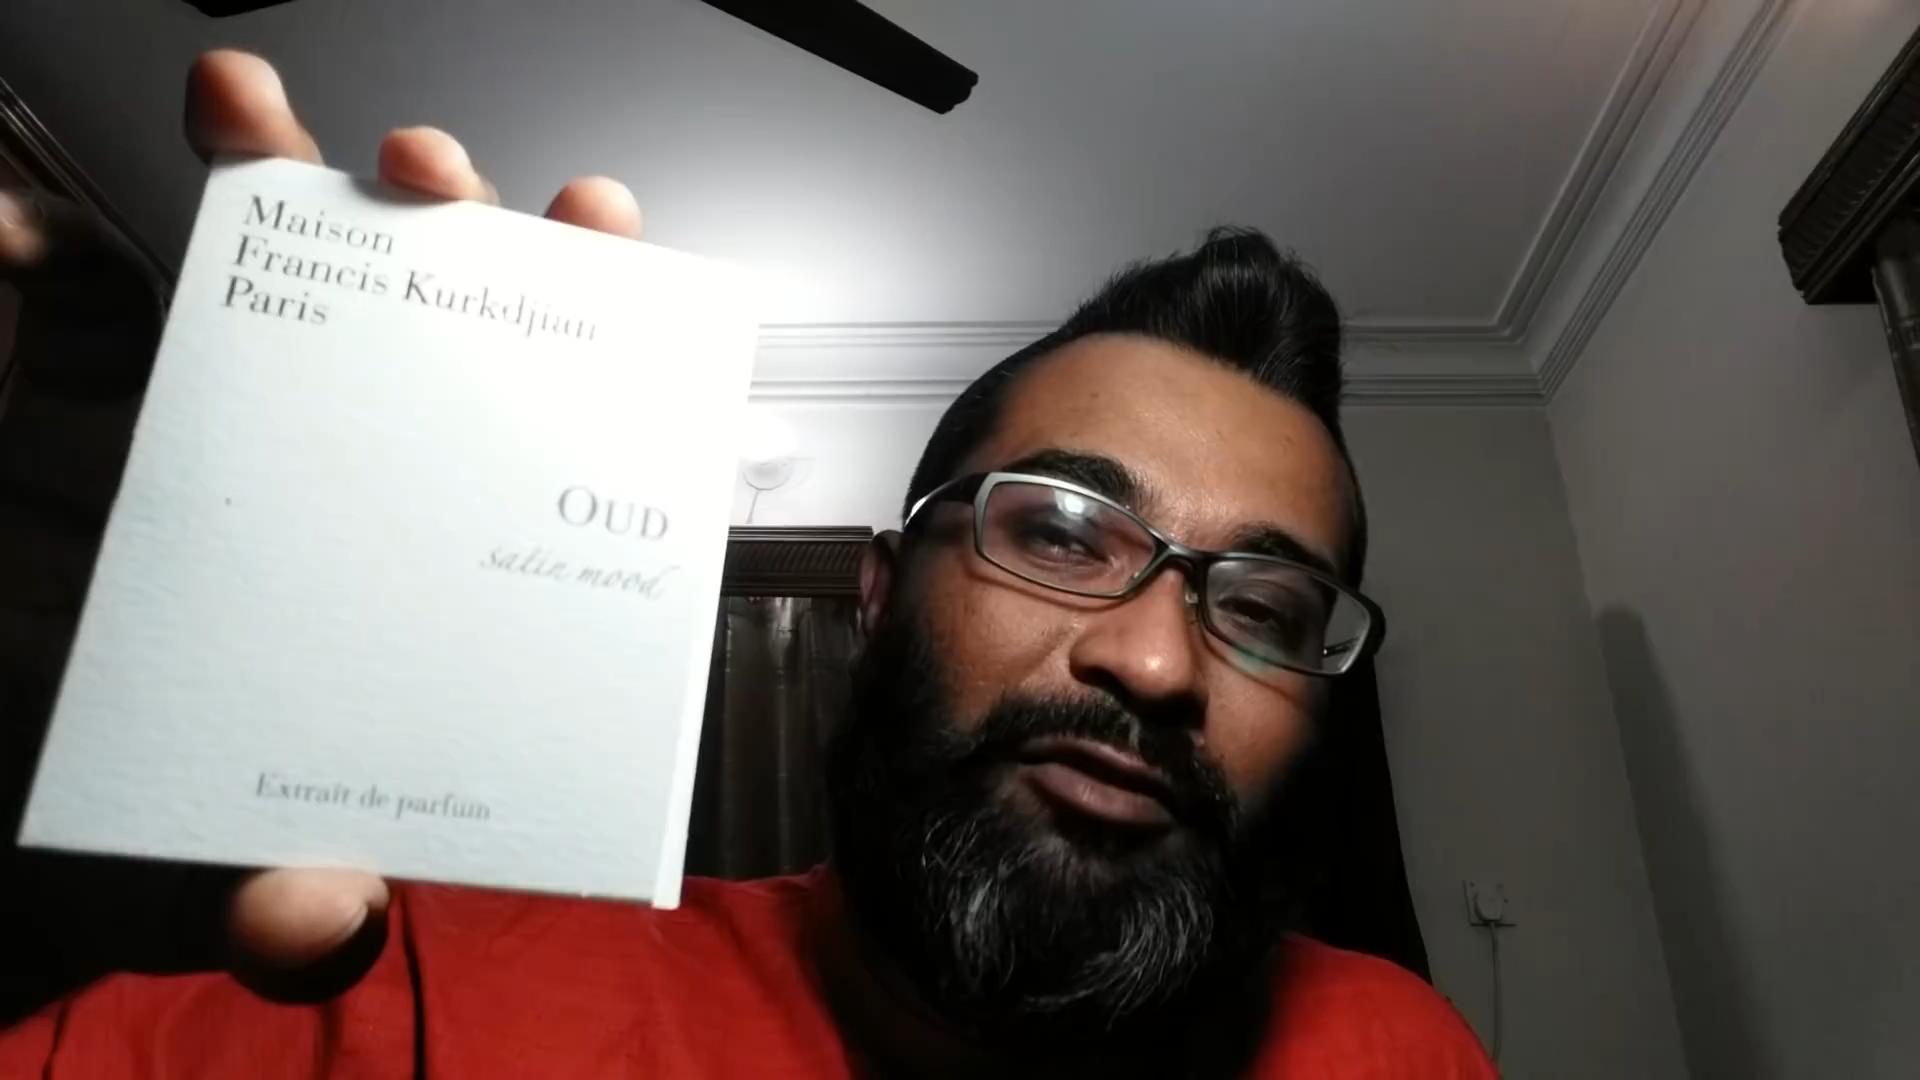 Maison
Francis Kurkdjian
Paris
OUD
satin mood
Extrait de parfum